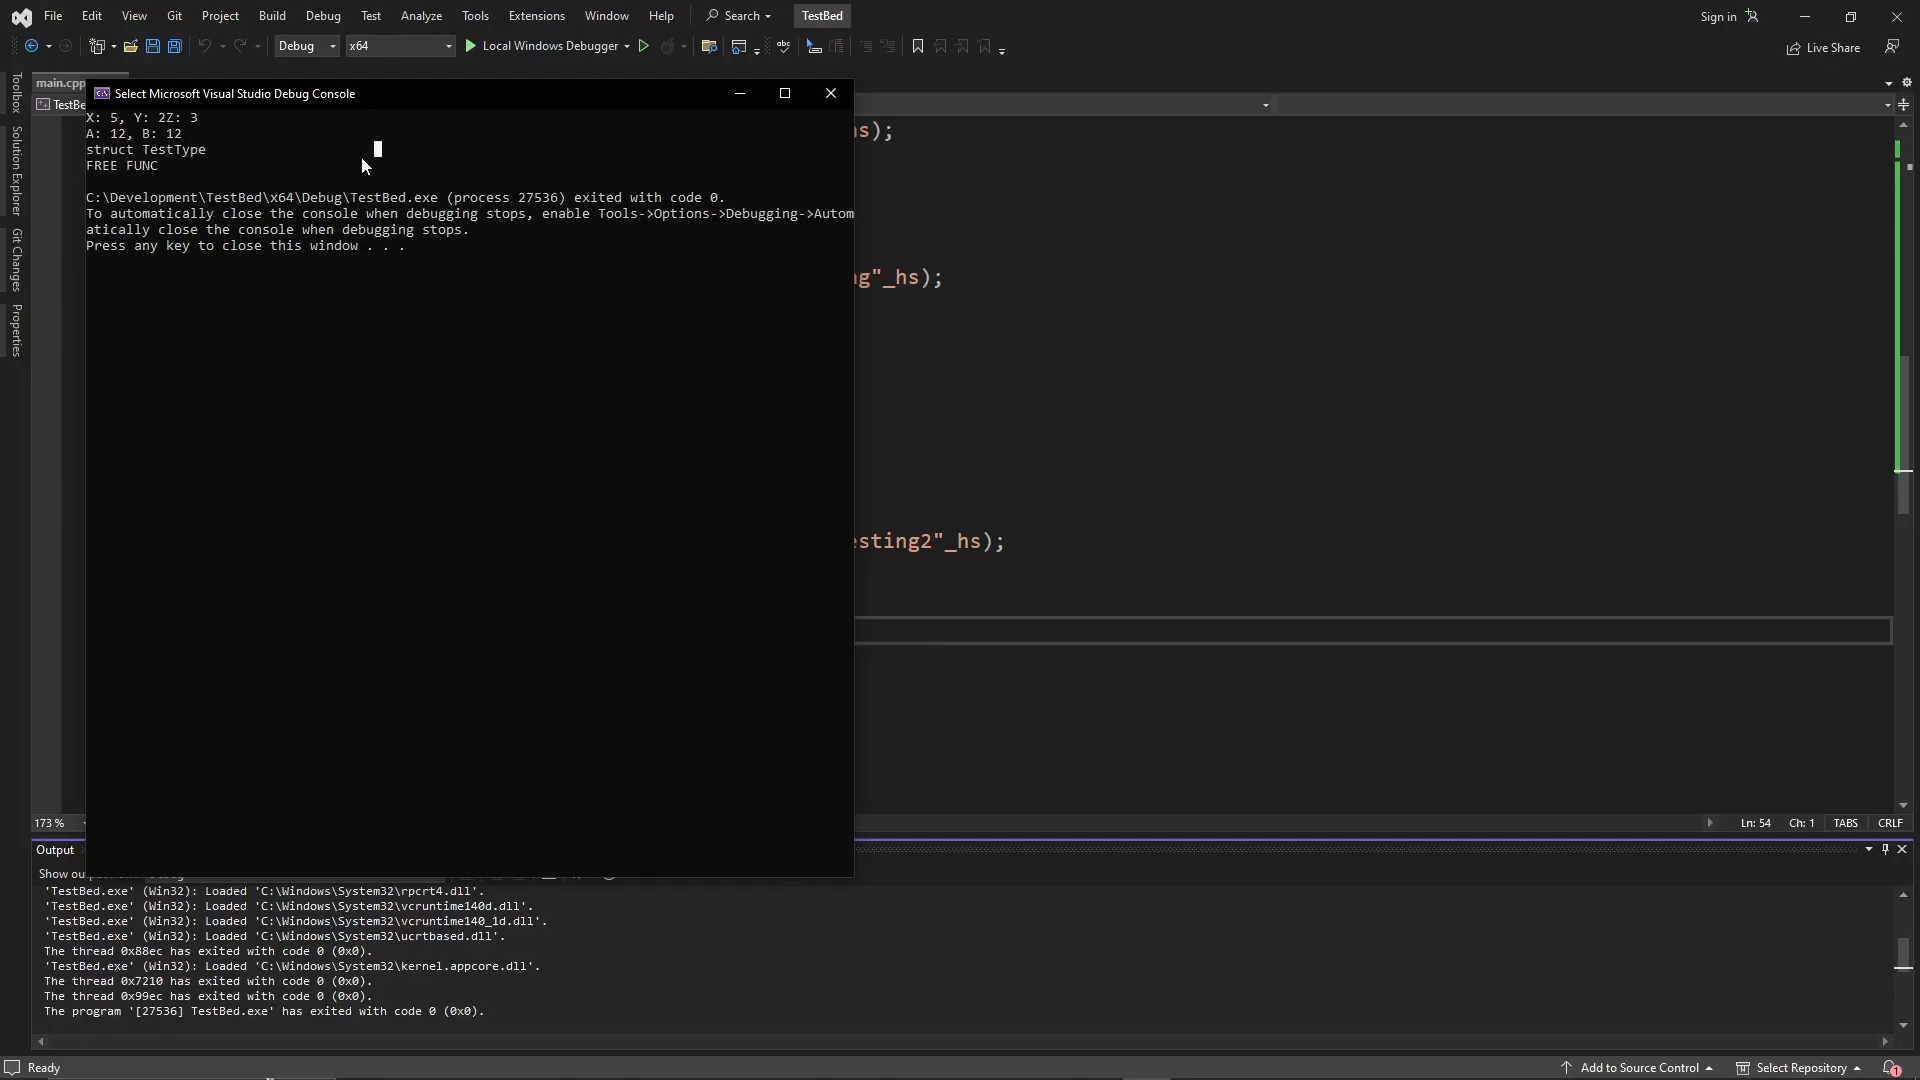 File Edit View Git Project Build Debug Test Analyze Tools Extensions Window Help Search TestBed Sign in
Debug x64 Local Windows Debugger Live Share
main.cpp
Select Microsoft Visual Studio Debug Console
Toolbox
Solution Explorer
Git Changes
Properties
X: 5, Y: 2Z: 3
A: 12, B: 12
struct TestType
FREE FUNC
C:\Development\TestBed\x64\Debug\TestBed.exe (process 27536) exited with code 0.
To automatically close the console when debugging stops, enable Tools->Options->Debugging->Autom
atically close the console when debugging stops.
Press any key to close this window . . .
s);
g"_hs);
sting2"_hs);
173 % Ln: 54 Ch: 1 TABS CRLF
Output
Show ou
'TestBed.exe' (Win32): Loaded 'C:\Windows\System32\rpcrt4.dll'.
'TestBed.exe' (Win32): Loaded 'C:\Windows\System32\vcruntime140d.dll'.
'TestBed.exe' (Win32): Loaded 'C:\Windows\System32\vcruntime140_1d.dll'.
'TestBed.exe' (Win32): Loaded 'C:\Windows\System32\ucrtbased.dll'.
The thread 0x88ec has exited with code 0 (0x0).
'TestBed.exe' (Win32): Loaded 'C:\Windows\System32\kernel.appcore.dll'.
The thread 0x7210 has exited with code 0 (0x0).
The thread 0x99ec has exited with code 0 (0x0).
The program '[27536] TestBed.exe' has exited with code 0 (0x0).
Ready Add to Source Control Select Repository 1